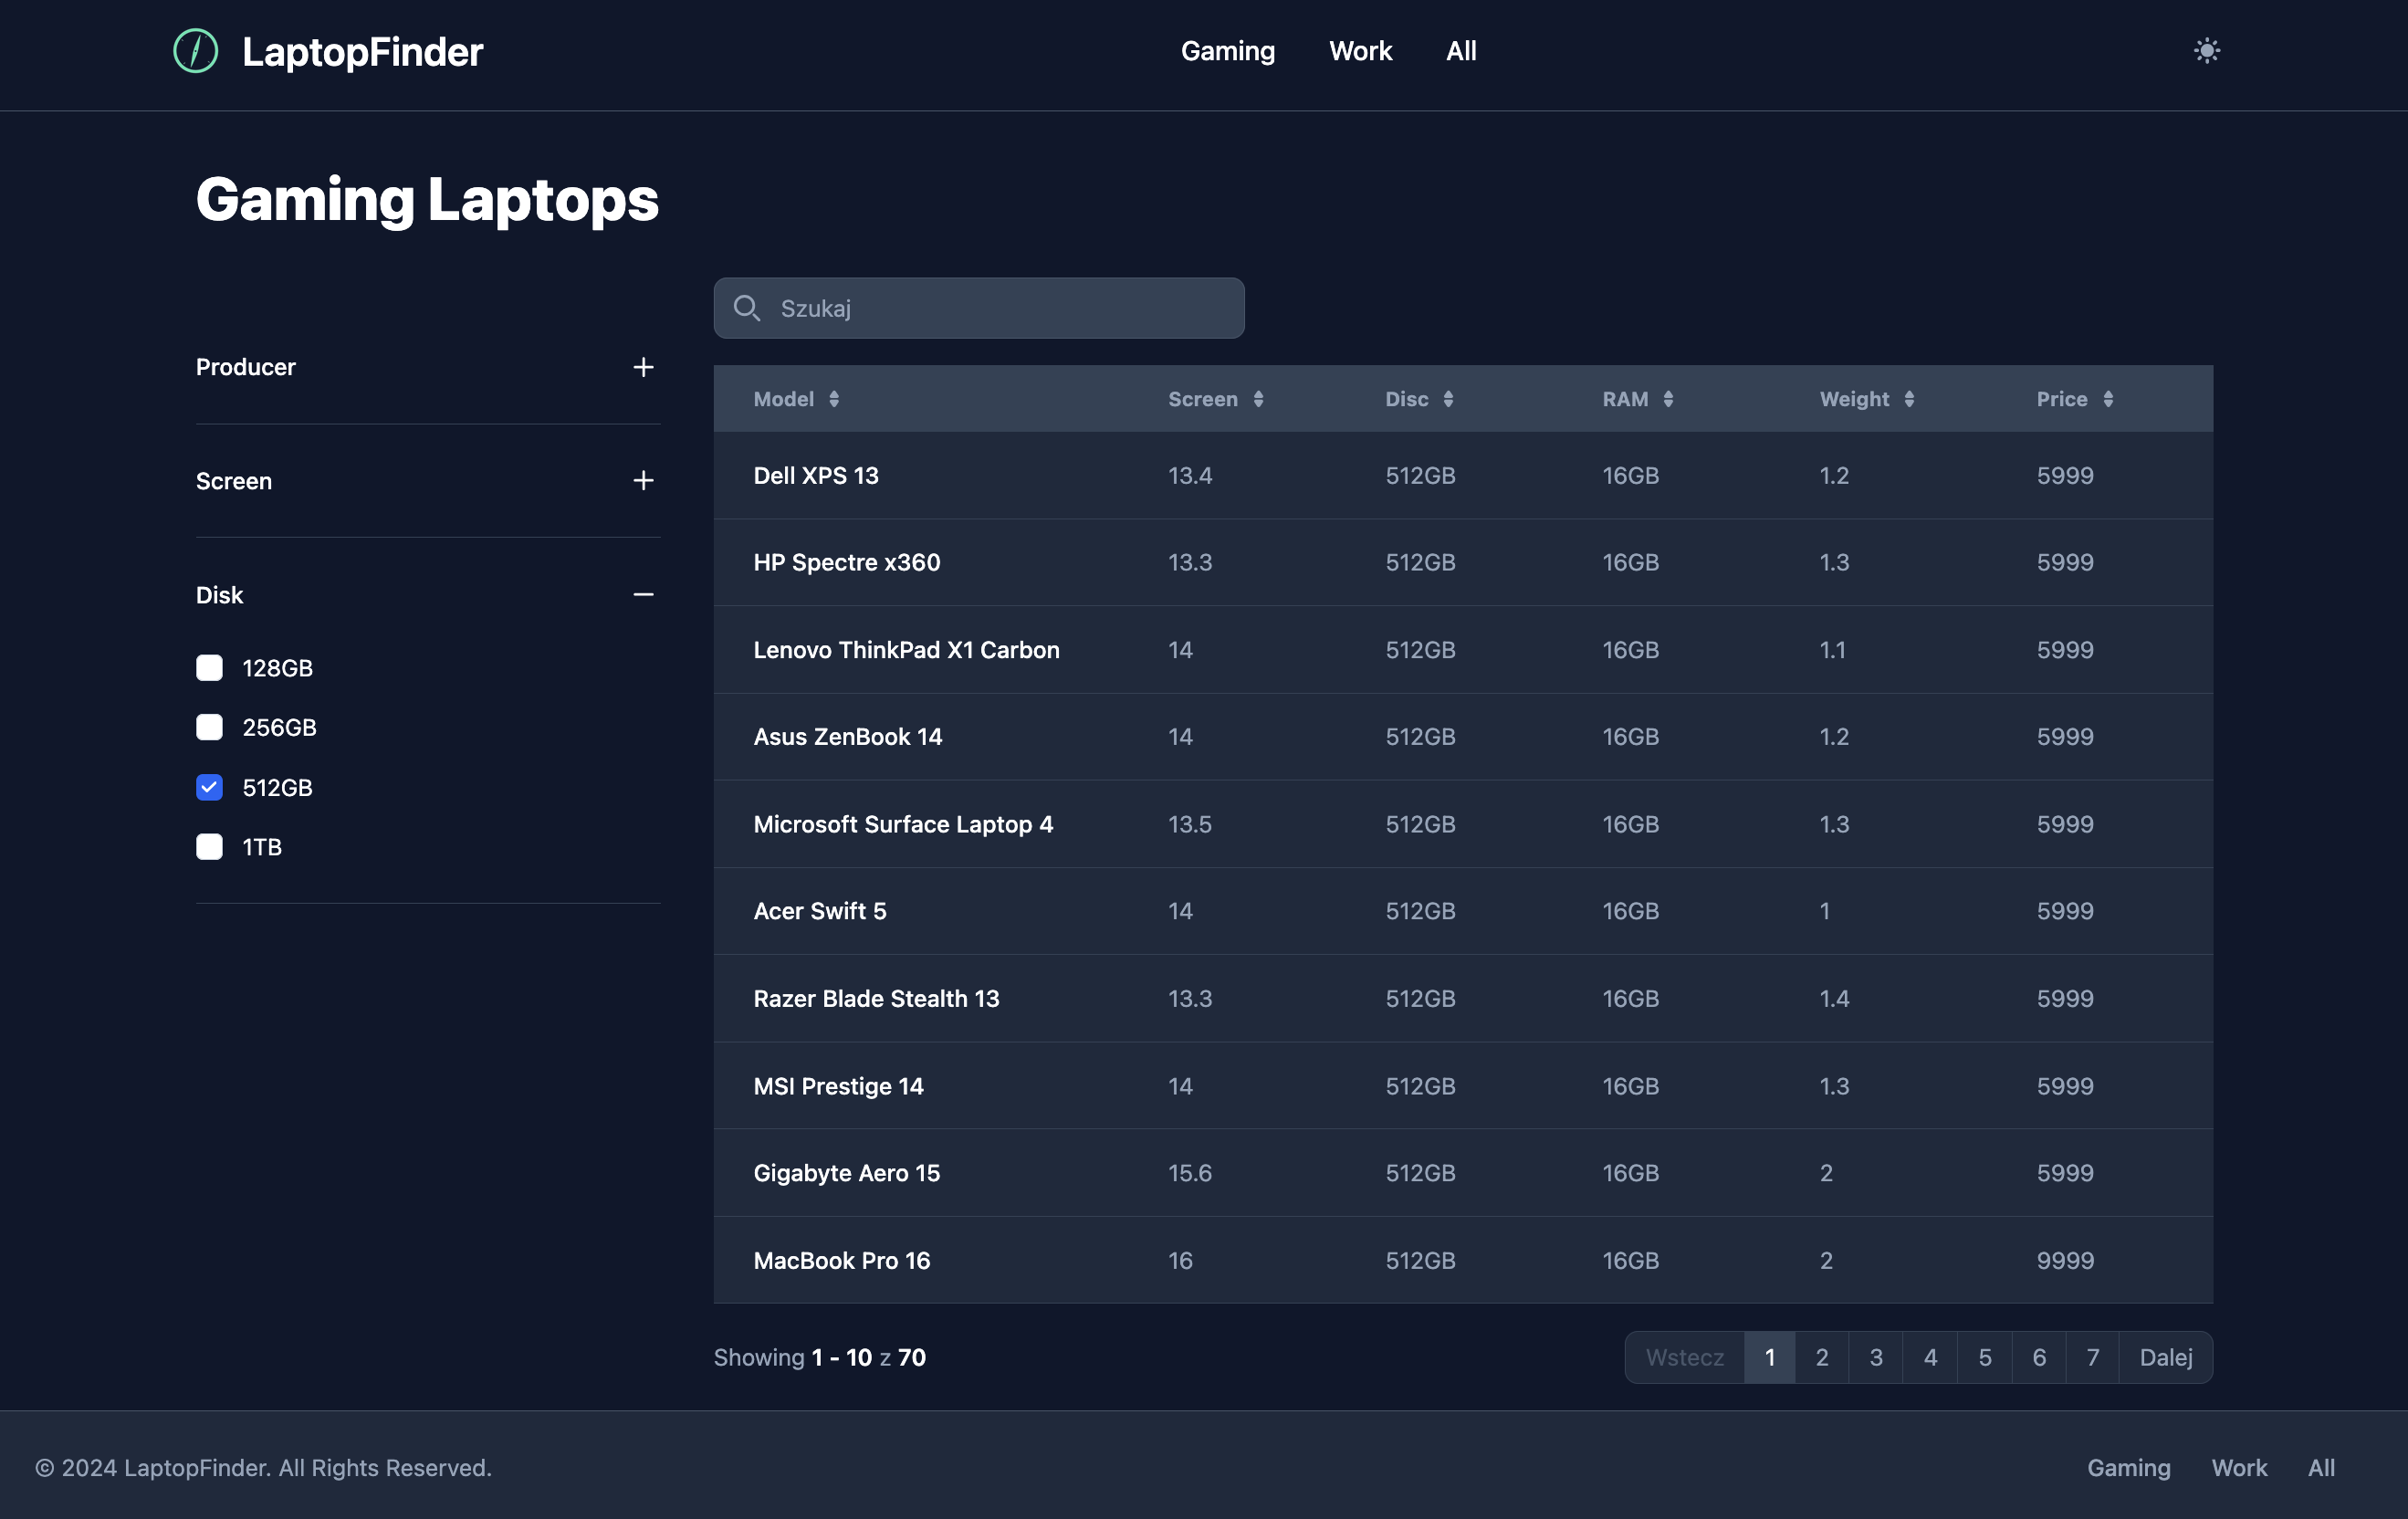 LaptopFinder
Gaming Work All
Gaming Laptops
Szukaj
Producer
Screen
Disk
128GB
256GB
512GB
1TB
Model Screen Disc RAM Weight Price
Dell XPS 13 13.4 512GB 16GB 1.2 5999
HP Spectre x360 13.3 512GB 16GB 1.3 5999
Lenovo ThinkPad X1 Carbon 14 512GB 16GB 1.1 5999
Asus ZenBook 14 14 512GB 16GB 1.2 5999
Microsoft Surface Laptop 4 13.5 512GB 16GB 1.3 5999
Acer Swift 5 14 512GB 16GB 1 5999
Razer Blade Stealth 13 13.3 512GB 16GB 1.4 5999
MSI Prestige 14 14 512GB 16GB 1.3 5999
Gigabyte Aero 15 15.6 512GB 16GB 2 5999
MacBook Pro 16 16 512GB 16GB 2 9999
Showing 1 - 10 z 70
Wstecz 1 2 3 4 5 6 7 Dalej
© 2024 LaptopFinder. All Rights Reserved.
Gaming Work All